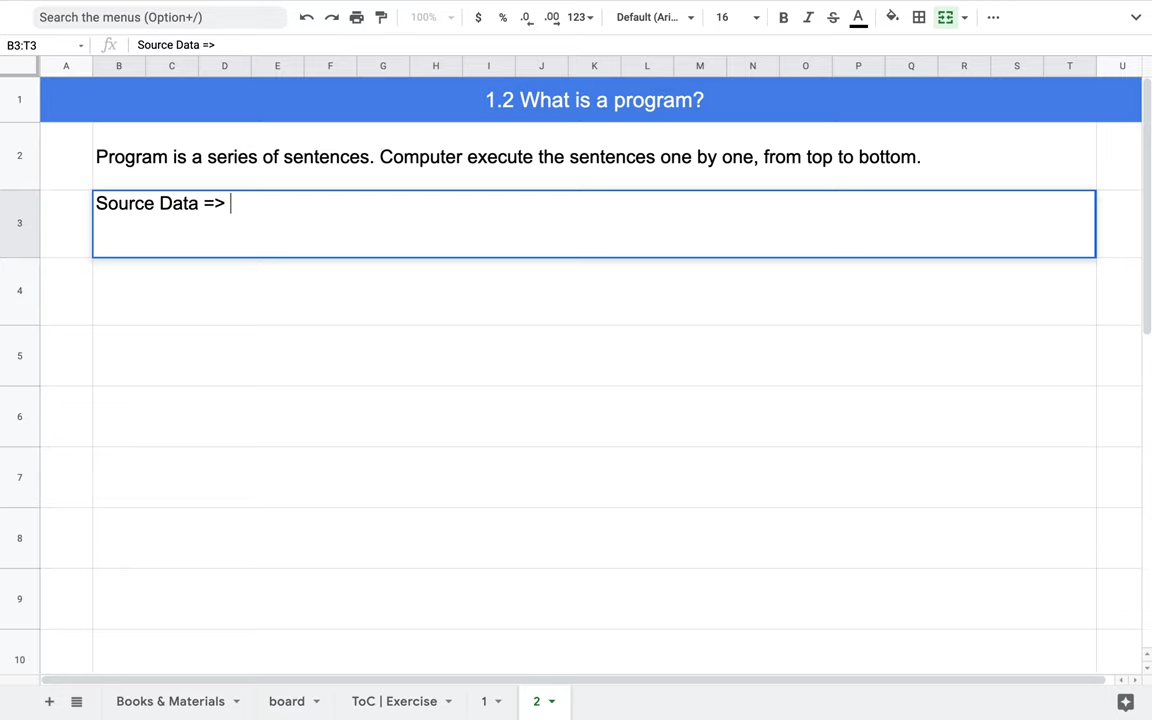 Search the menus (Option+/)
100%
$ % .0 .00 123
Default (Ari...
16
B I S A
B3:T3
fx
Source Data =>
A B C D E F G H I J K L M N O P Q R S T U
1
1.2 What is a program?
2
Program is a series of sentences. Computer execute the sentences one by one, from top to bottom.
3
Source Data =>
4
5
6
7
8
9
10
Books & Materials
board
ToC | Exercise
1
2